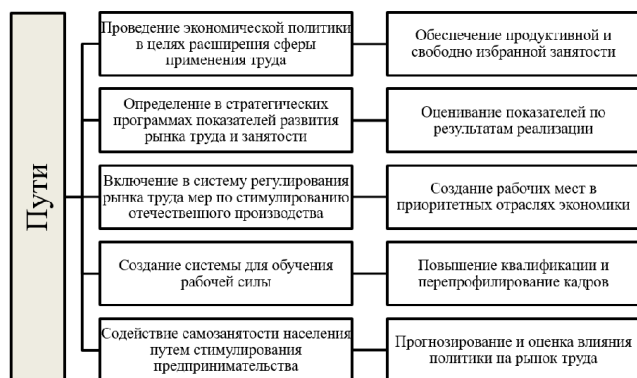 Пути
Проведение экономической политики
в целях расширения сферы
применения труда
Обеспечение продуктивной и
свободно избранной занятости
Определение в стратегических
программах показателей развития
рынка труда и занятости
Оценивание показателей по
результатам реализации
Включение в систему регулирования
рынка труда мер по стимулированию
отечественного производства
Создание рабочих мест в
приоритетных отраслях экономики
Создание системы для обучения
рабочей силы
Повышение квалификации и
перепрофилирование кадров
Содействие самозанятости населения
путем стимулирования
предпринимательства
Прогнозирование и оценка влияния
политики на рынок труда